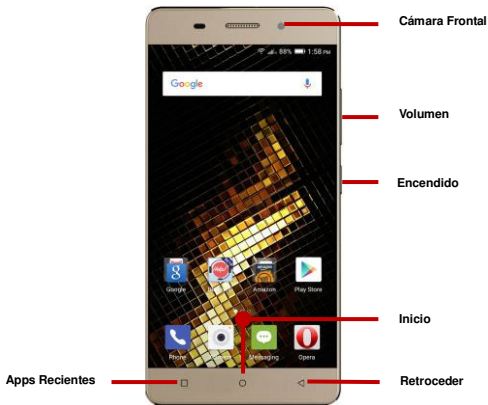 Cámara Frontal
88% 1:58 PM
Google
Volumen
Encendido
Google
Amazon
Play Store
Inicio
Phone
Messaging
Opera
Apps Recientes
Retroceder